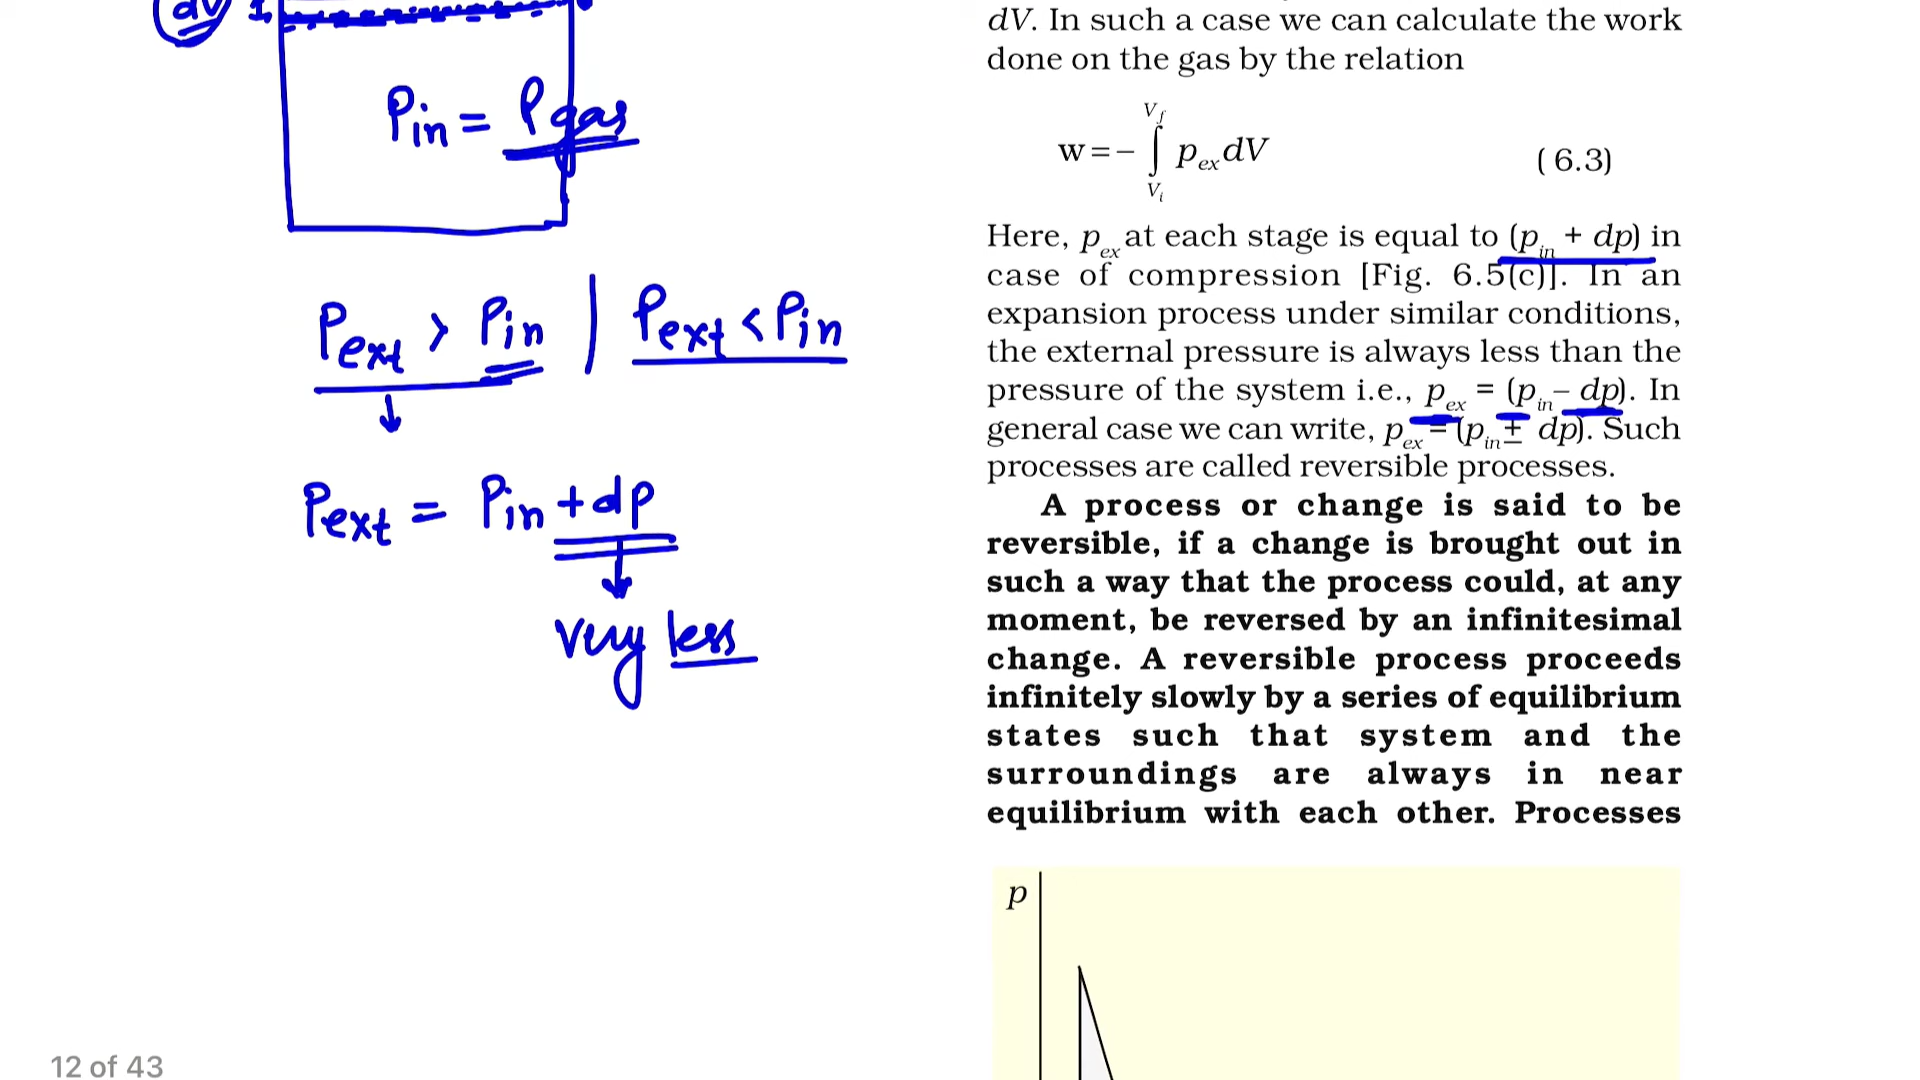 dV
Pin = Pgas
Pext > Pin | Pext < Pin
Pext = Pin + dp
very less
dV. In such a case we can calculate the work
done on the gas by the relation
w = − ∫ V_i V_f p_ex dV ( 6.3)
Here, p_ex at each stage is equal to (p_in + dp) in
case of compression [Fig. 6.5(c)]. In an
expansion process under similar conditions,
the external pressure is always less than the
pressure of the system i.e., p_ex = (p_in – dp). In
general case we can write, p_ex = (p_in ± dp). Such
processes are called reversible processes.
A process or change is said to be
reversible, if a change is brought out in
such a way that the process could, at any
moment, be reversed by an infinitesimal
change. A reversible process proceeds
infinitely slowly by a series of equilibrium
states such that system and the
surroundings are always in near
equilibrium with each other. Processes
p
12 of 43